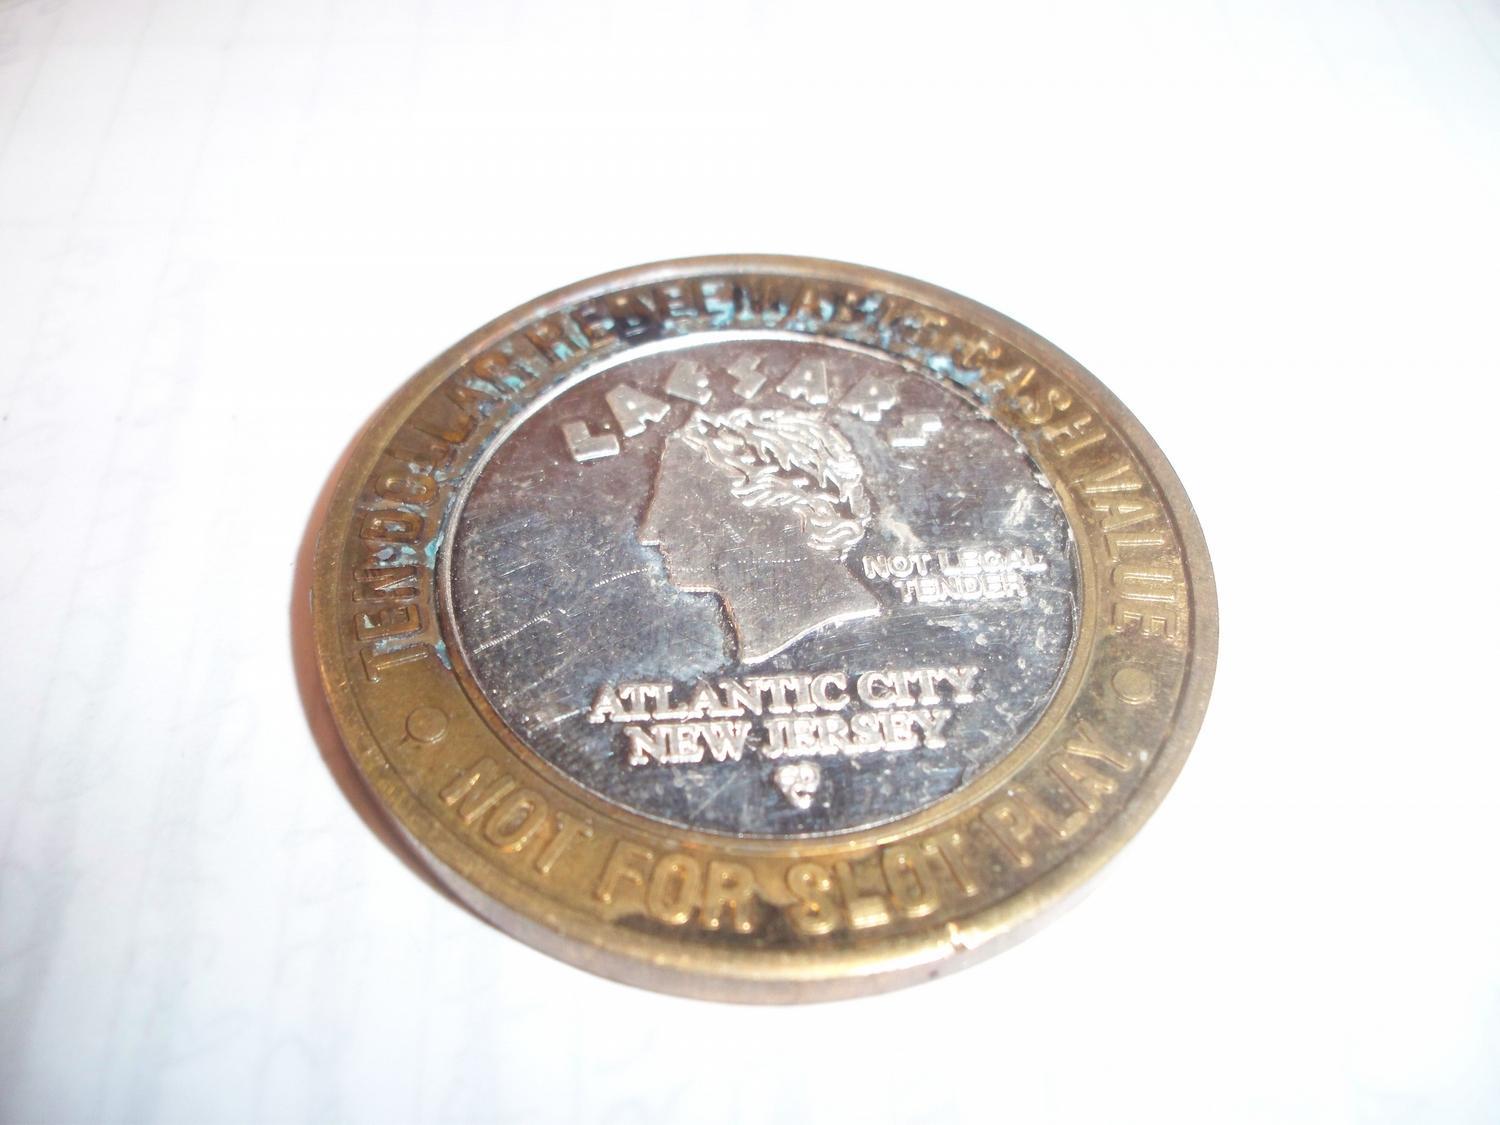 TEN DOLLAR REDEEMABLE CASH VALUE
CAESARS
NOT LEGAL
TENDER
ATLANTIC CITY
NEW JERSEY
NOT FOR SLOT PLAY